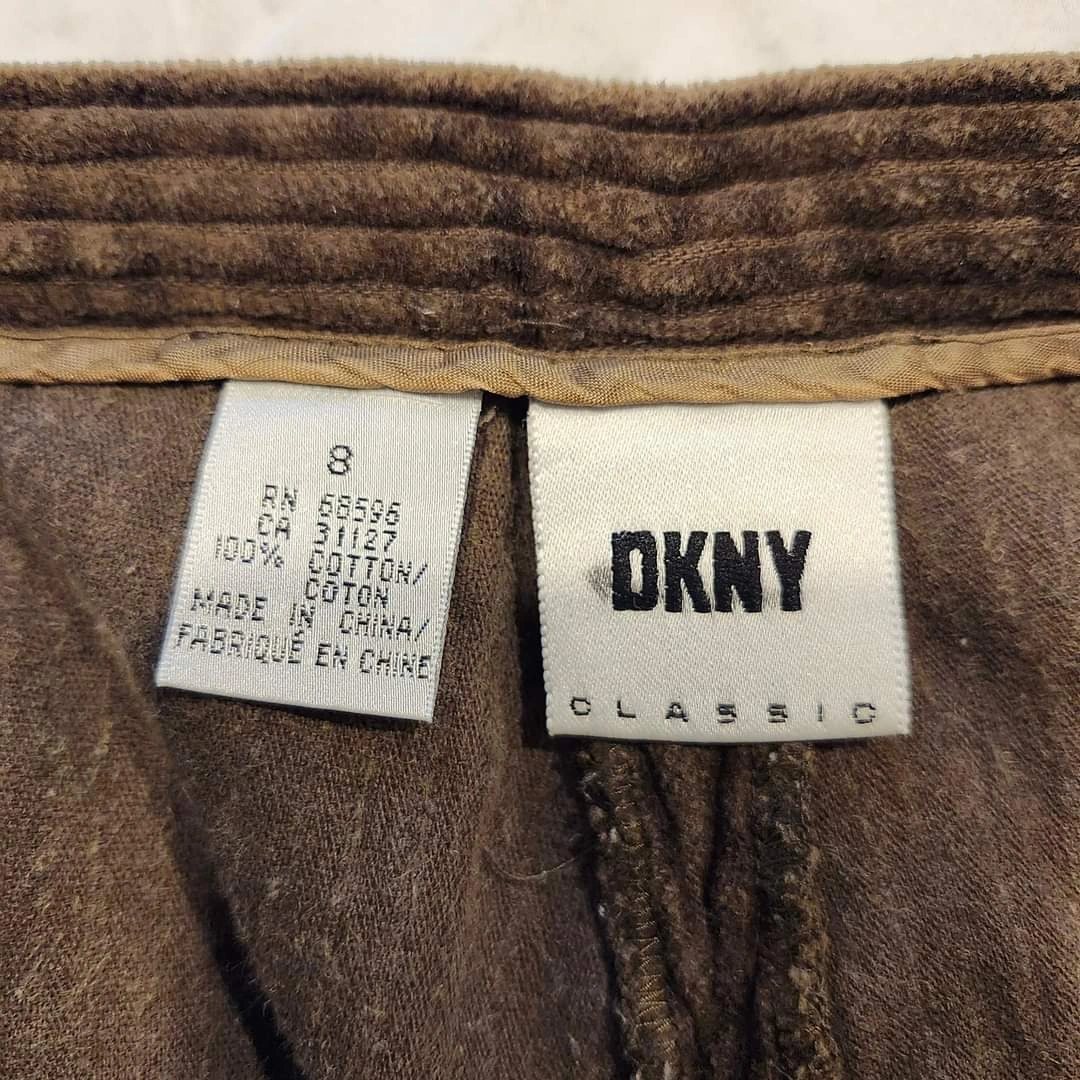 8
RN 68596
CA 31127
100% COTTON/
COTON
MADE IN CHINA/
FABRIQUÉ EN CHINE
DKNY
CLASSIC